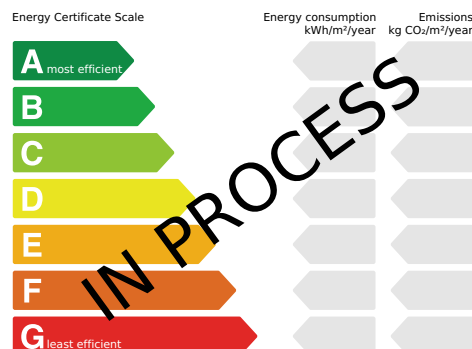 Energy Certificate Scale
Energy consumption
kWh/m²/year
Emissions
kg CO₂/m²/year
A most efficient
B
C
D
E
F
G least efficient
IN PROCESS